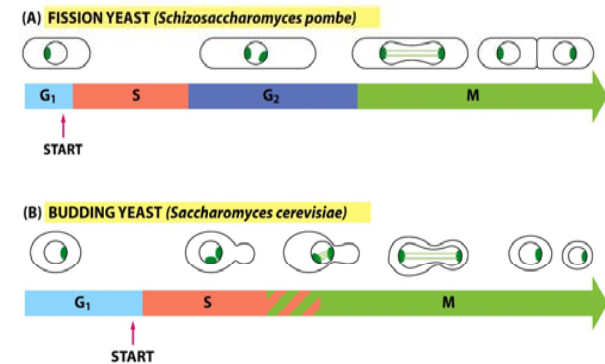 (A) FISSION YEAST (Schizosaccharomyces pombe)
G₁ S G₂ M
START
(B) BUDDING YEAST (Saccharomyces cerevisiae)
G₁ S M
START